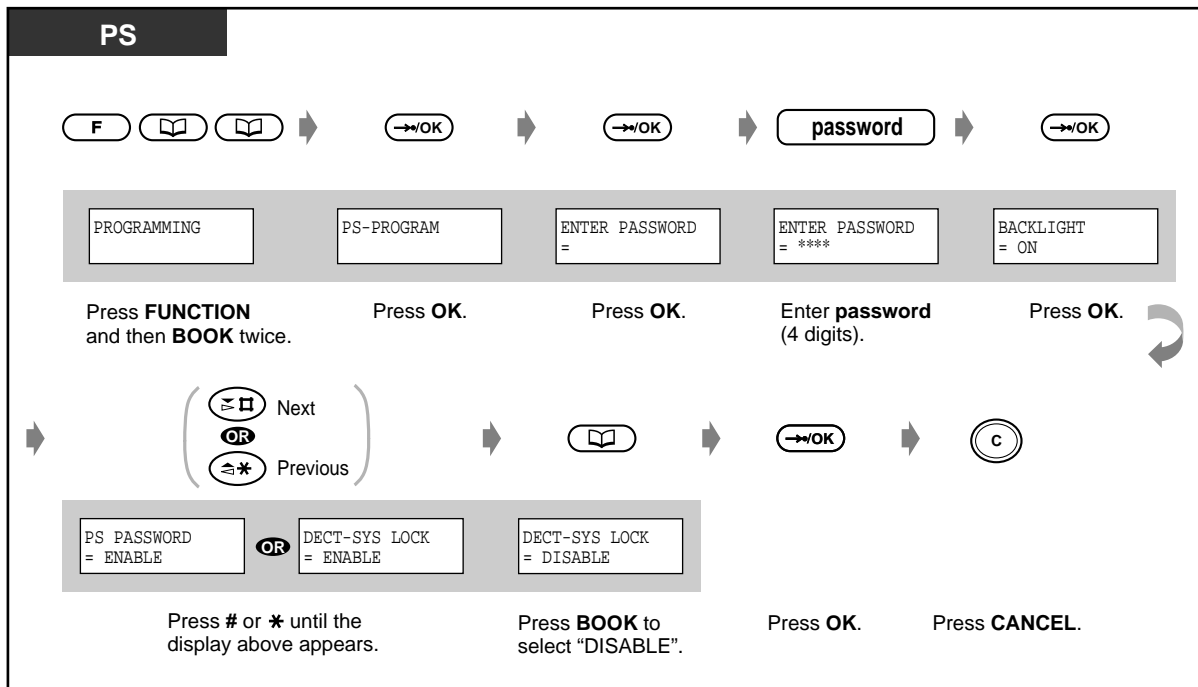 PS
F →•/OK →•/OK password →•/OK
PROGRAMMING PS-PROGRAM ENTER PASSWORD ENTER PASSWORD BACKLIGHT
= = **** = ON
Press FUNCTION Press OK. Press OK. Enter password Press OK.
and then BOOK twice. (4 digits).
# Next
OR →•/OK C
* Previous
PS PASSWORD OR DECT-SYS LOCK DECT-SYS LOCK
= ENABLE = ENABLE = DISABLE
Press # or * until the Press BOOK to Press OK. Press CANCEL.
display above appears. select “DISABLE”.